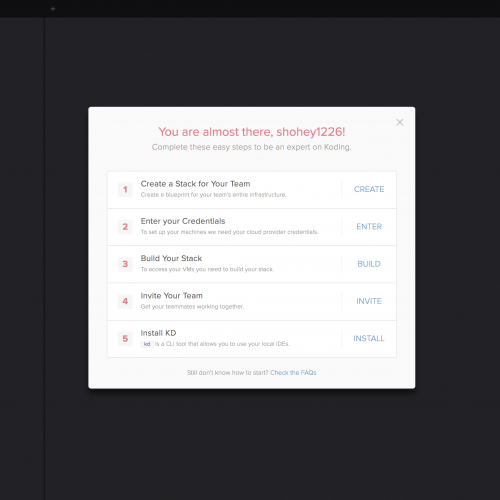 You are almost there, shohey1226!
Complete these easy steps to be an expert on Koding.
1
Create a Stack for Your Team
Create a blueprint for your team's entire infrastructure.
CREATE
2
Enter your Credentials
To set up your machines we need your cloud provider credentials.
ENTER
3
Build Your Stack
To access your VMs you need to build your stack.
BUILD
4
Invite Your Team
Get your teammates working together.
INVITE
5
Install KD
kd is a CLI tool that allows you to use your local IDEs.
INSTALL
Still don't know how to start? Check the FAQs